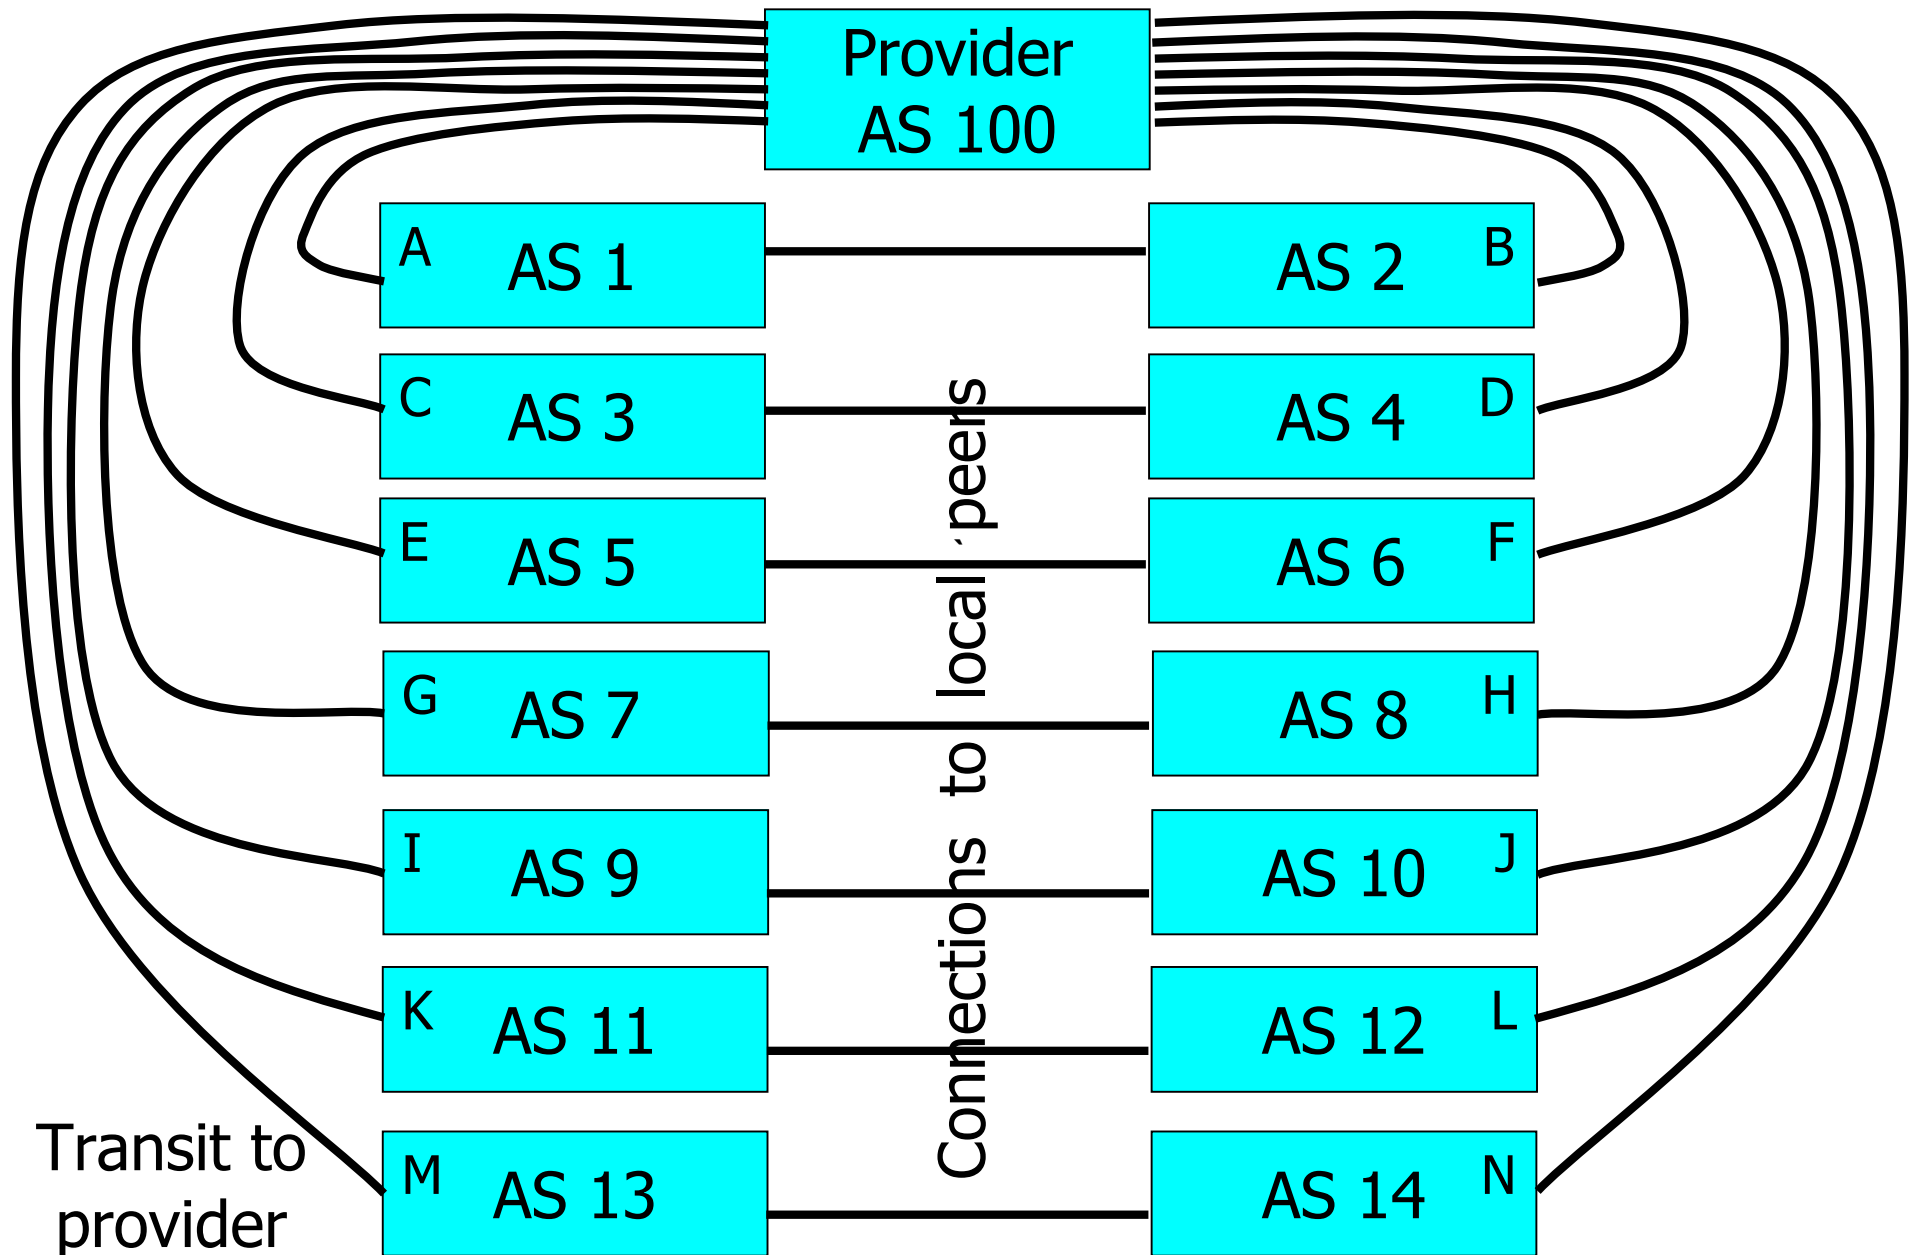 Provider
AS 100
A AS 1
AS 2 B
C AS 3
AS 4 D
E AS 5
AS 6 F
G AS 7
AS 8 H
I AS 9
AS 10 J
K AS 11
AS 12 L
M AS 13
AS 14 N
Connections to local peers
Transit to
provider